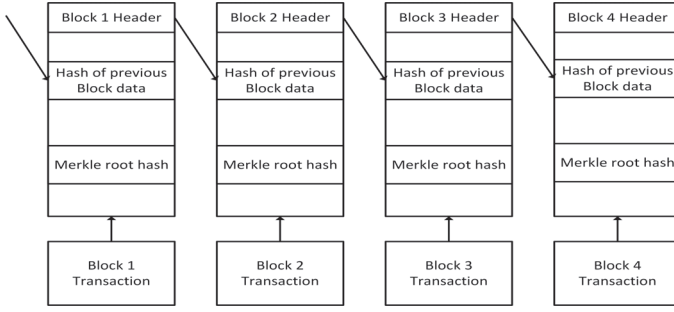 Block 1 Header
Hash of previous
Block data
Merkle root hash
Block 1
Transaction
Block 2 Header
Hash of previous
Block data
Merkle root hash
Block 2
Transaction
Block 3 Header
Hash of previous
Block data
Merkle root hash
Block 3
Transaction
Block 4 Header
Hash of previous
Block data
Merkle root hash
Block 4
Transaction